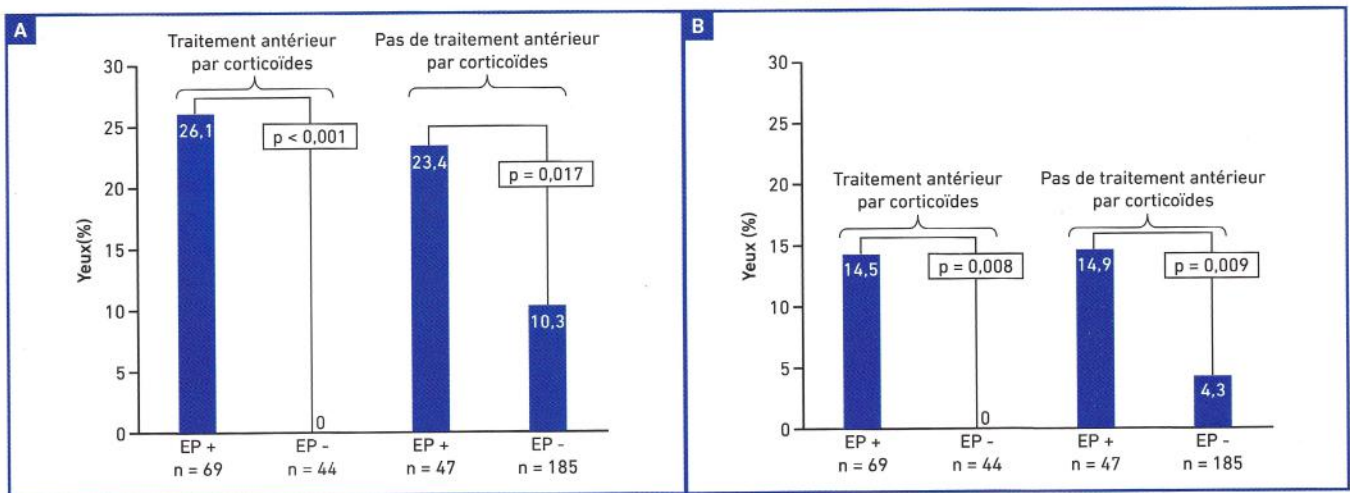 A
Traitement antérieur
par corticoïdes
Pas de traitement antérieur
par corticoïdes
Yeux(%)
30
25
20
15
10
5
0
26,1
p < 0,001
0
23,4
p = 0,017
10,3
EP +
n = 69
EP -
n = 44
EP +
n = 47
EP -
n = 185
B
Traitement antérieur
par corticoïdes
Pas de traitement antérieur
par corticoïdes
Yeux (%)
30
25
20
15
10
5
0
14,5
p = 0,008
0
14,9
p = 0,009
4,3
EP +
n = 69
EP -
n = 44
EP +
n = 47
EP -
n = 185